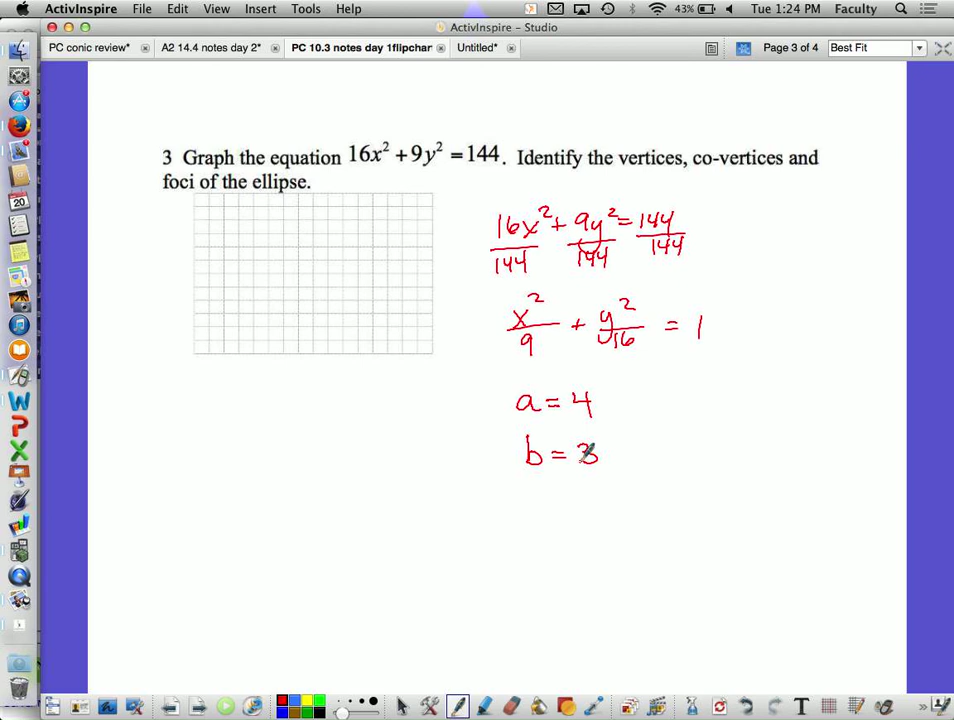 ActivInspire File Edit View Insert Tools Help 43% Tue 1:24 PM Faculty
ActivInspire - Studio
PC conic review* A2 14.4 notes day 2* PC 10.3 notes day 1flipchar Untitled* Page 3 of 4 Best Fit
3 Graph the equation 16x² + 9y² = 144. Identify the vertices, co-vertices and
foci of the ellipse.
16x²/144 + 9y²/144 = 144/144
x²/9 + y²/16 = 1
a = 4
b = 3